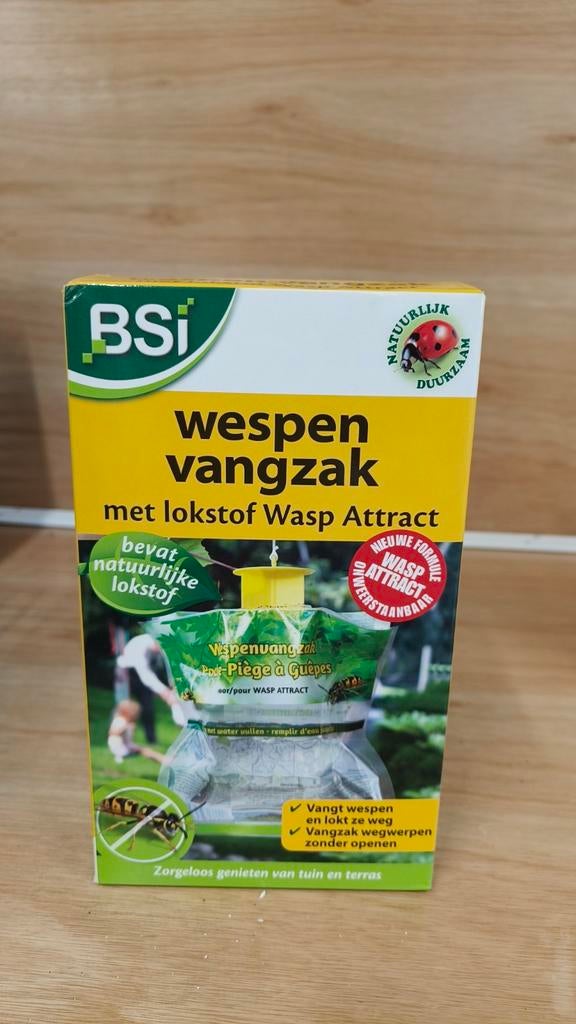 wespen vangzak
BSi
NATUURLIJK
DUURZAAM
wespen
vangzak
met lokstof Wasp Attract
bevat
natuurlijke
lokstof
NIEUWE FORMULE
WASP
ATTRACT
ONWEERSTAANBAAR
Wespenvangzak
Piège à Guêpes
voor/pour WASP ATTRACT
met water vullen - remplir d'eau
✓ Vangt wespen
en lokt ze weg
✓ Vangzak wegwerpen
zonder openen
Zorgeloos genieten van tuin en terras